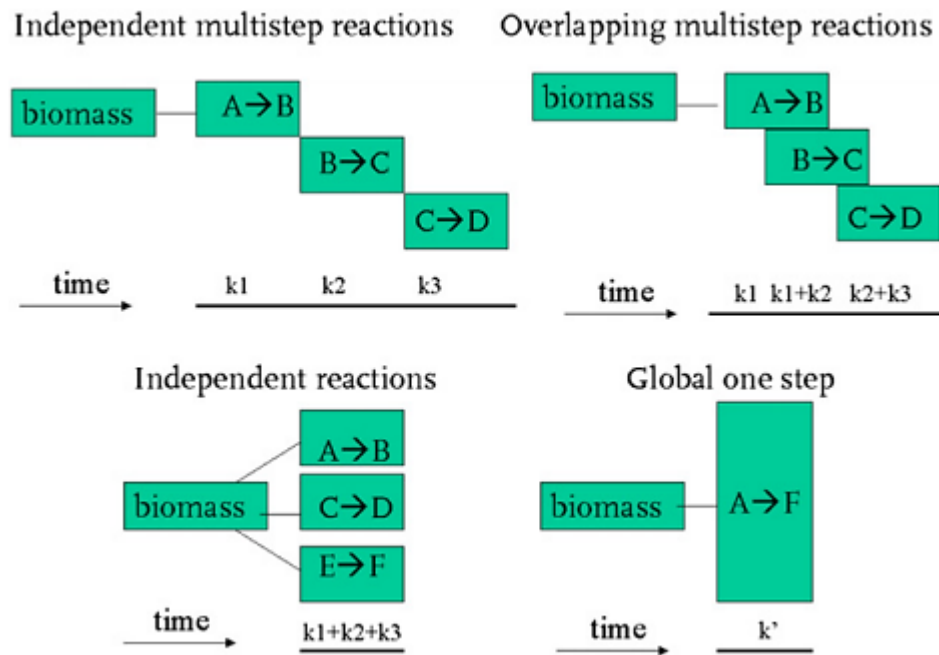 Independent multistep reactions
biomass
A→B
B→C
C→D
time
k1 k2 k3
Overlapping multistep reactions
biomass
A→B
B→C
C→D
time
k1 k1+k2 k2+k3
Independent reactions
biomass
A→B
C→D
E→F
time
k1+k2+k3
Global one step
biomass
A→F
time
k’